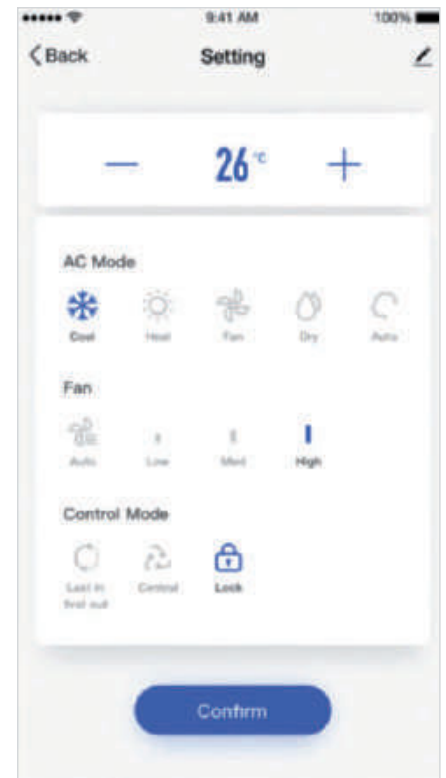 9:41 AM 100%
Back Setting
26 °C
AC Mode
Cool Heat Fan Dry Auto
Fan
Auto Low Med High
Control Mode
Last in Central Lock
first out
Confirm